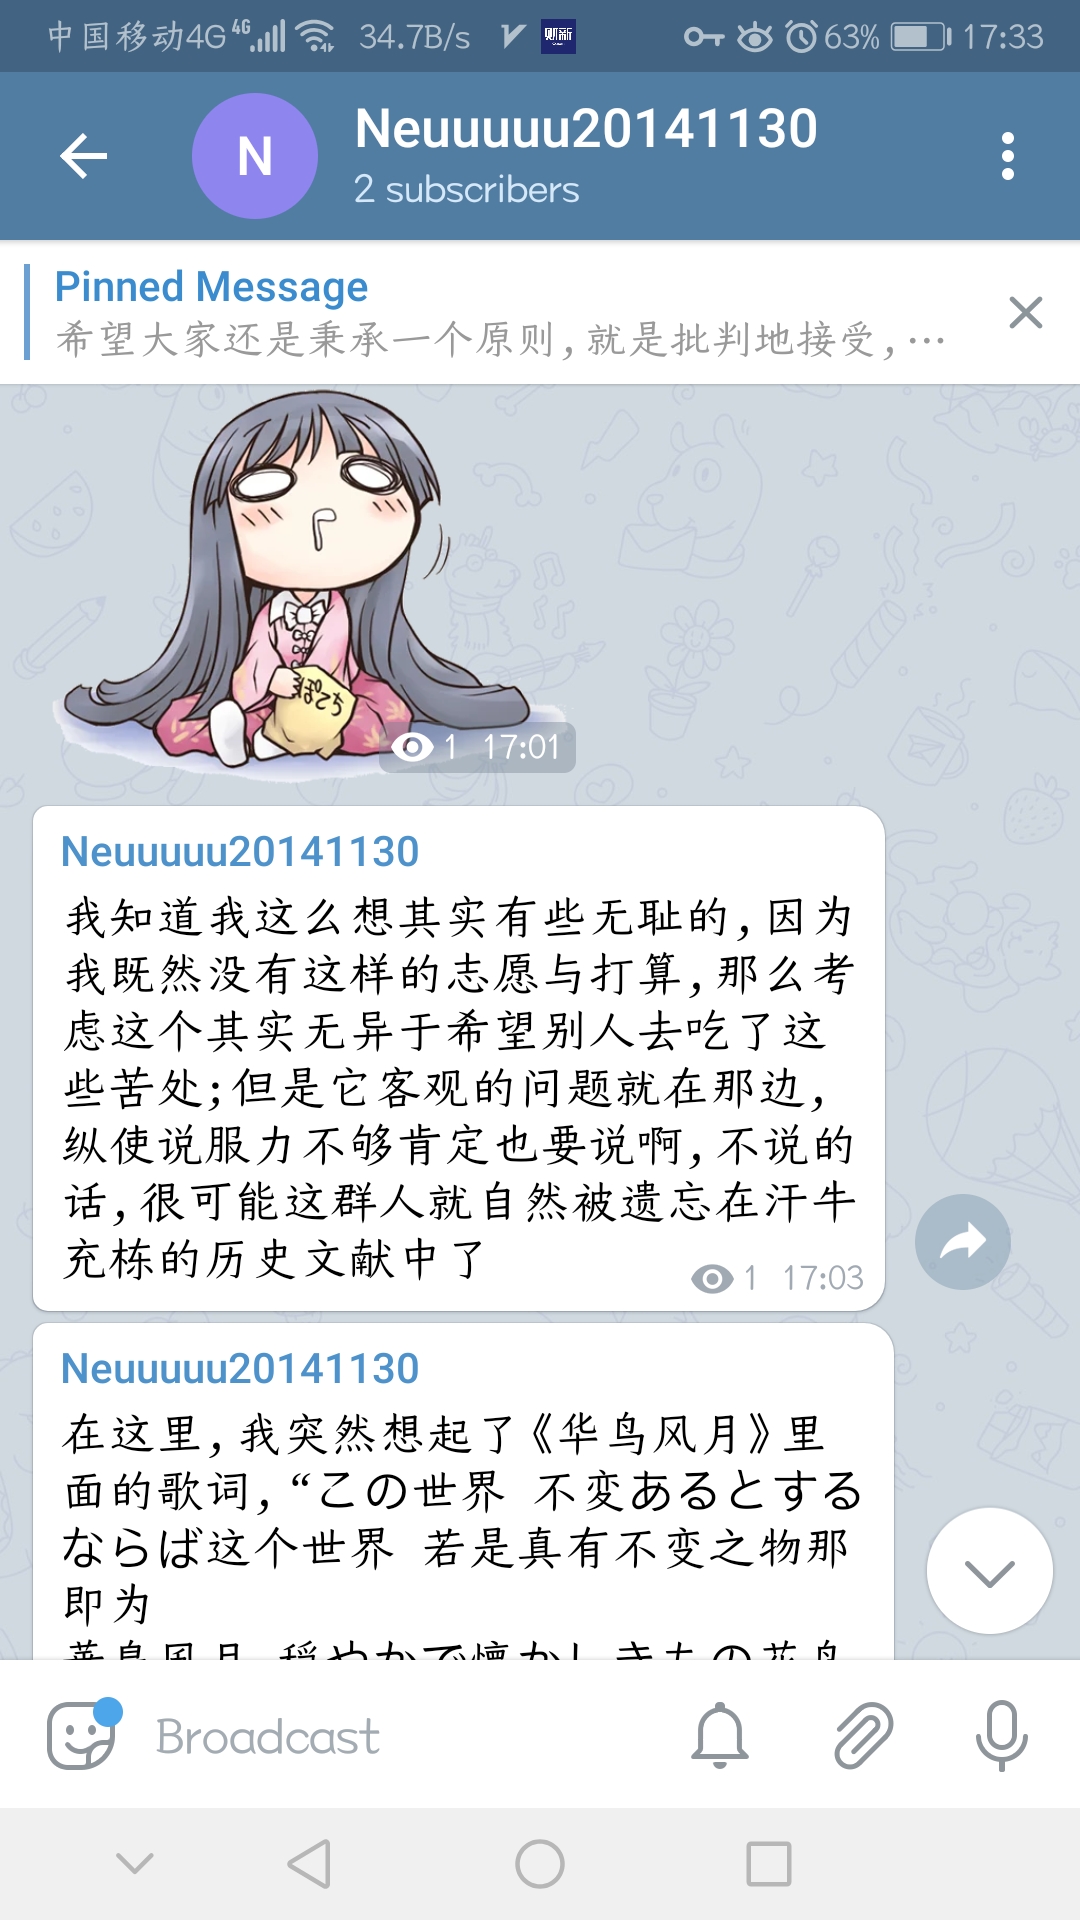 中国移动4G 4G 34.7B/s 财新 63% 17:33
N
Neuuuuu20141130
2 subscribers
Pinned Message
希望大家还是秉承一个原则,就是批判地接受,…
ぽてち
1 17:01
Neuuuuu20141130
我知道我这么想其实有些无耻的,因为
我既然没有这样的志愿与打算,那么考
虑这个其实无异于希望别人去吃了这
些苦处;但是它客观的问题就在那边,
纵使说服力不够肯定也要说啊,不说的
话,很可能这群人就自然被遗忘在汗牛
充栋的历史文献中了
1 17:03
Neuuuuu20141130
在这里,我突然想起了《华鸟风月》里
面的歌词,“この世界 不变あるとする
ならば这个世界 若是真有不变之物那
即为
Broadcast